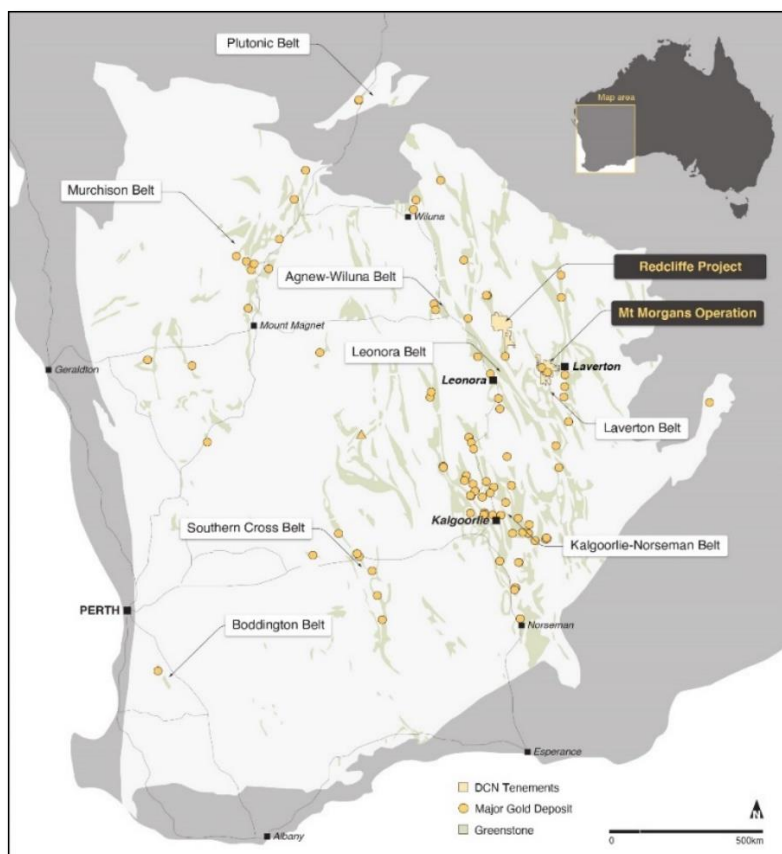 Plutonic Belt
Map area
Murchison Belt
Wiluna
Agnew-Wiluna Belt
Redcliffe Project
Mount Magnet
Mt Morgans Operation
Leonora Belt
Geraldton
Laverton
Leonora
Laverton Belt
Southern Cross Belt
Kalgoorlie
Kalgoorlie-Norseman Belt
PERTH
Boddington Belt
Norseman
Esperance
DCN Tenements
Major Gold Deposit
N
Greenstone
Albany
0
500km